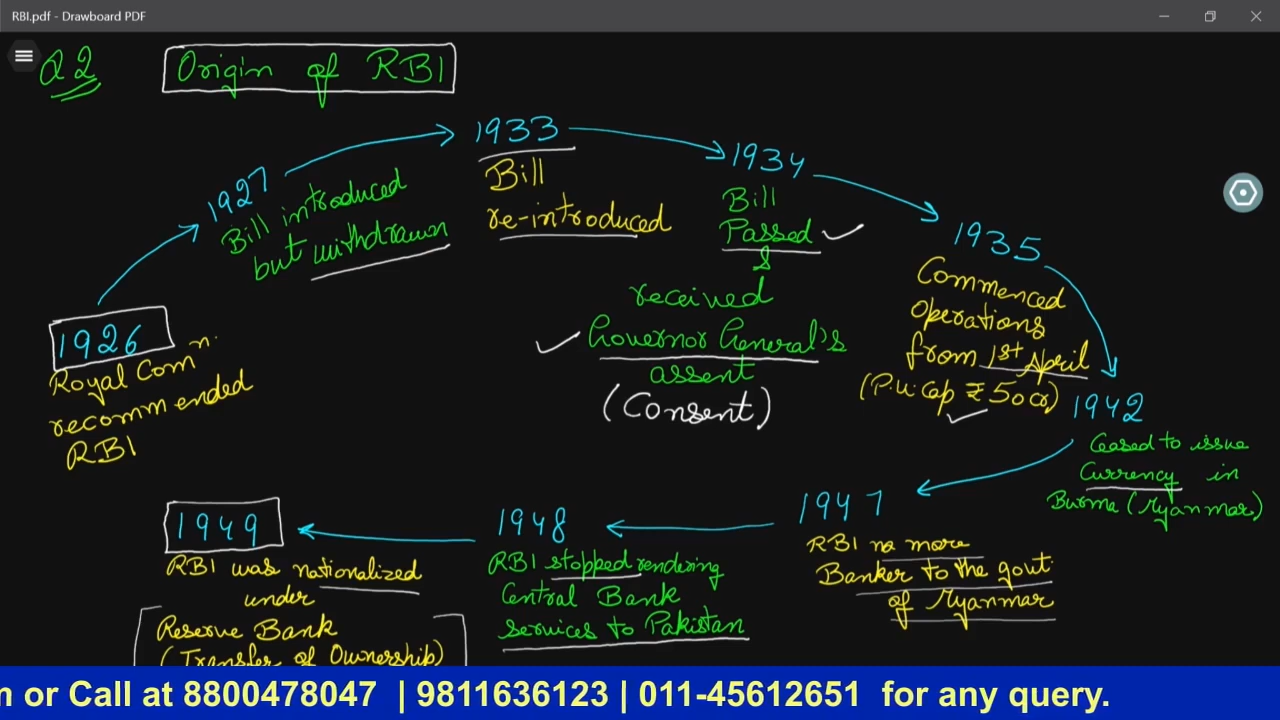 RBI.pdf - Drawboard PDF
Q2 Origin of RBI
1926
Royal Comn.
recommended
RBI
1927
Bill introduced
but withdrawn
1933
Bill
re-introduced
1934
Bill
Passed
&
received
Governor General's
assent
(Consent)
1935
Commenced
Operations
from 1st April
(P.u. Cap ₹50 cr)
1942
Ceased to issue
Currency in
Burma (Myanmar)
1947
RBI no more
Banker to the govt.
of Myanmar
1948
RBI stopped rendering
Central Bank
services to Pakistan
1949
RBI was nationalized
under
Reserve Bank
(Transfer of Ownership)
or Call at 8800478047 | 9811636123 | 011-45612651 for any query.